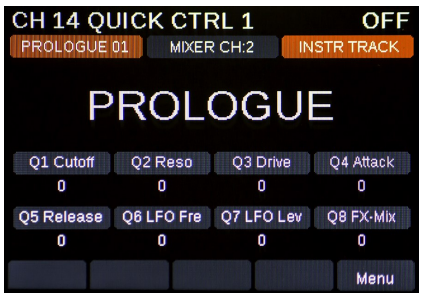 CH 14 QUICK CTRL 1 OFF
PROLOGUE 01 MIXER CH:2 INSTR TRACK
PROLOGUE
Q1 Cutoff Q2 Reso Q3 Drive Q4 Attack
0 0 0 0
Q5 Release Q6 LFO Fre Q7 LFO Lev Q8 FX-Mix
0 0 0 0
Menu